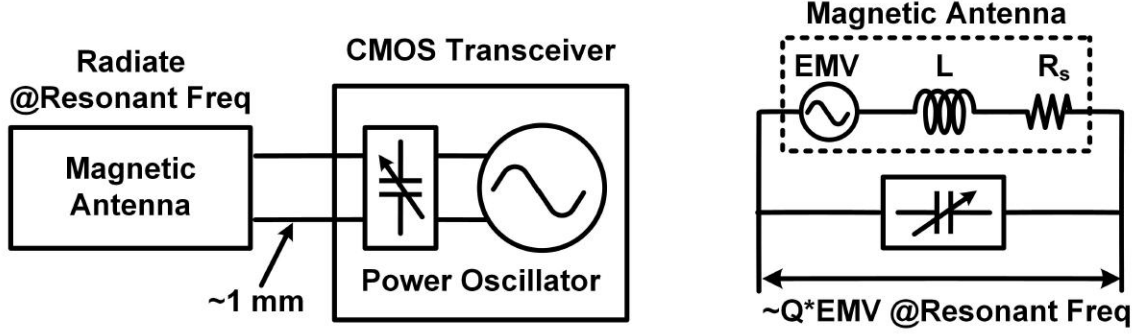 Radiate
@Resonant Freq
Magnetic
Antenna
~1 mm
CMOS Transceiver
Power Oscillator
Magnetic Antenna
EMV
L
Rs
~Q*EMV @Resonant Freq